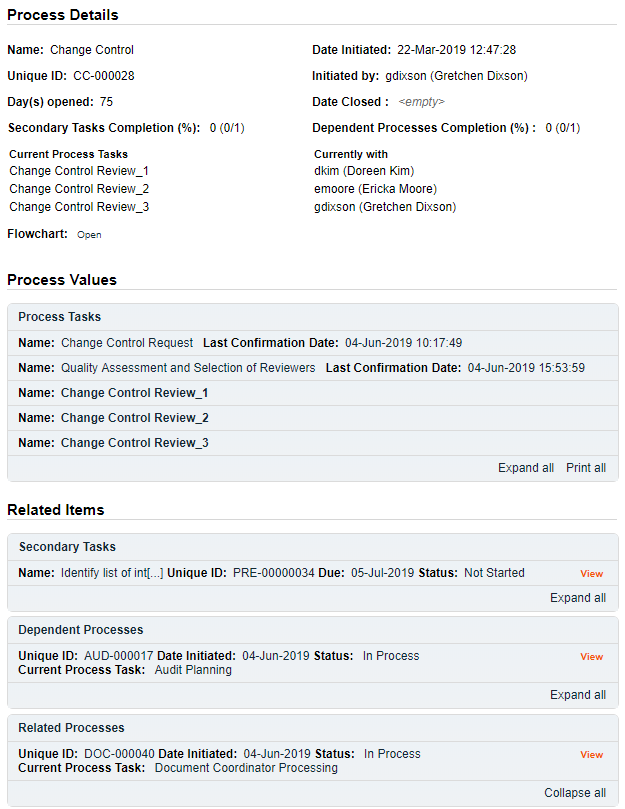 Process Details
Name: Change Control Date Initiated: 22-Mar-2019 12:47:28
Unique ID: CC-000028 Initiated by: gdixson (Gretchen Dixson)
Day(s) opened: 75 Date Closed : <empty>
Secondary Tasks Completion (%): 0 (0/1) Dependent Processes Completion (%) : 0 (0/1)
Current Process Tasks Currently with
Change Control Review_1 dkim (Doreen Kim)
Change Control Review_2 emoore (Ericka Moore)
Change Control Review_3 gdixson (Gretchen Dixson)
Flowchart: Open
Process Values
Process Tasks
Name: Change Control Request Last Confirmation Date: 04-Jun-2019 10:17:49
Name: Quality Assessment and Selection of Reviewers Last Confirmation Date: 04-Jun-2019 15:53:59
Name: Change Control Review_1
Name: Change Control Review_2
Name: Change Control Review_3
Expand all Print all
Related Items
Secondary Tasks
Name: Identify list of int[...] Unique ID: PRE-00000034 Due: 05-Jul-2019 Status: Not Started View
Expand all
Dependent Processes
Unique ID: AUD-000017 Date Initiated: 04-Jun-2019 Status: In Process View
Current Process Task: Audit Planning
Expand all
Related Processes
Unique ID: DOC-000040 Date Initiated: 04-Jun-2019 Status: In Process View
Current Process Task: Document Coordinator Processing
Collapse all